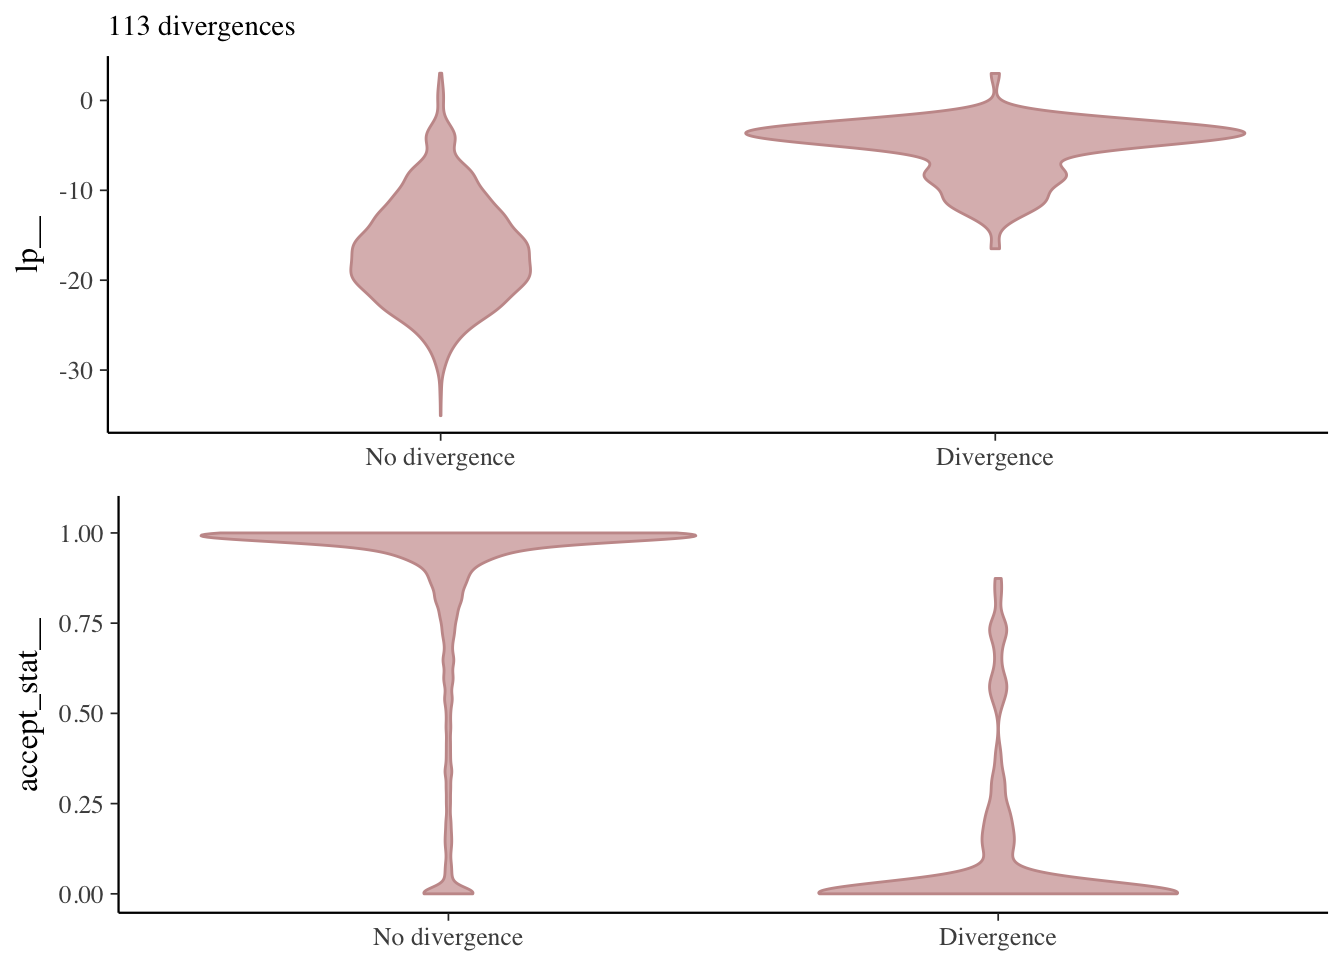 113 divergences
lp__
0
-10
-20
-30
No divergence
Divergence
accept_stat__
1.00
0.75
0.50
0.25
0.00
No divergence
Divergence